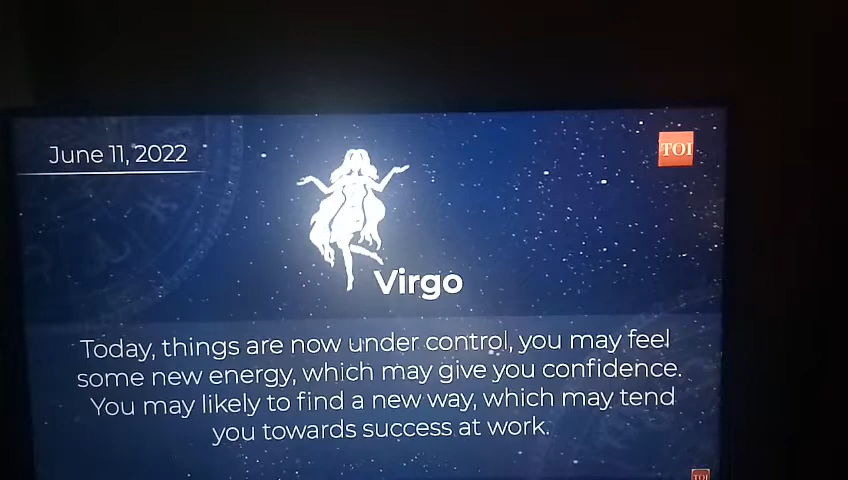 June 11, 2022
TOI
Virgo
Today, things are now under control, you may feel
some new energy, which may give you confidence.
You may likely to find a new way, which may tend
you towards success at work.
TOI